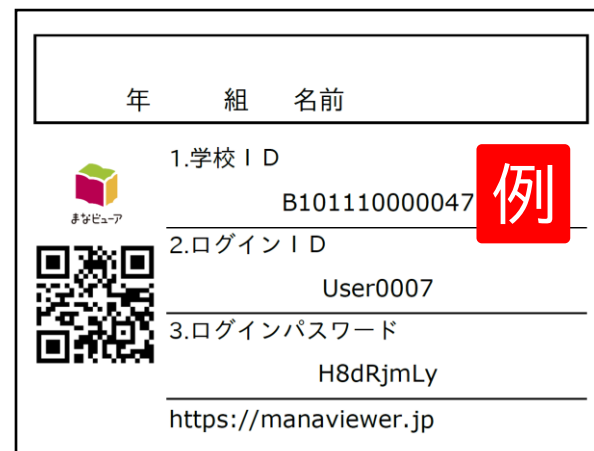 年 組 名前
1.学校ID
B101110000047
例
まなビューア
2.ログインID
User0007
3.ログインパスワード
H8dRjmLy
https://manaviewer.jp